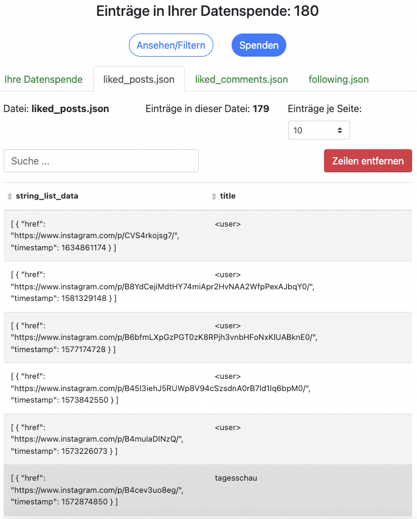 Einträge in Ihrer Datenspende: 180
Ansehen/Filtern Spenden
Ihre Datenspende liked_posts.json liked_comments.json following.json
Datei: liked_posts.json Einträge in dieser Datei: 179 Einträge je Seite:
10
Suche ... Zeilen entfernen
string_list_data title
[ { "href": <user>
"https://www.instagram.com/p/CVS4rkojsg7/",
"timestamp": 1634861174 } ]
[ { "href": <user>
"https://www.instagram.com/p/B8YdCejiMdtHY74miApr2HvNAA2WfpPexAJbqY0/",
"timestamp": 1581329148 } ]
[ { "href": <user>
"https://www.instagram.com/p/B6bfmLXpGzPGT0zK8RPjh3vnbHFoNxKlUABknE0/",
"timestamp": 1577174728 } ]
[ { "href": <user>
"https://www.instagram.com/p/B45I3iehJ5RUWp8V94cSzsdnA0rB7Id1Iq6bpM0/",
"timestamp": 1573842550 } ]
[ { "href": <user>
"https://www.instagram.com/p/B4mulaDlNzQ/",
"timestamp": 1573226073 } ]
[ { "href": tagesschau
"https://www.instagram.com/p/B4cev3uo8eg/",
"timestamp": 1572874850 } ]